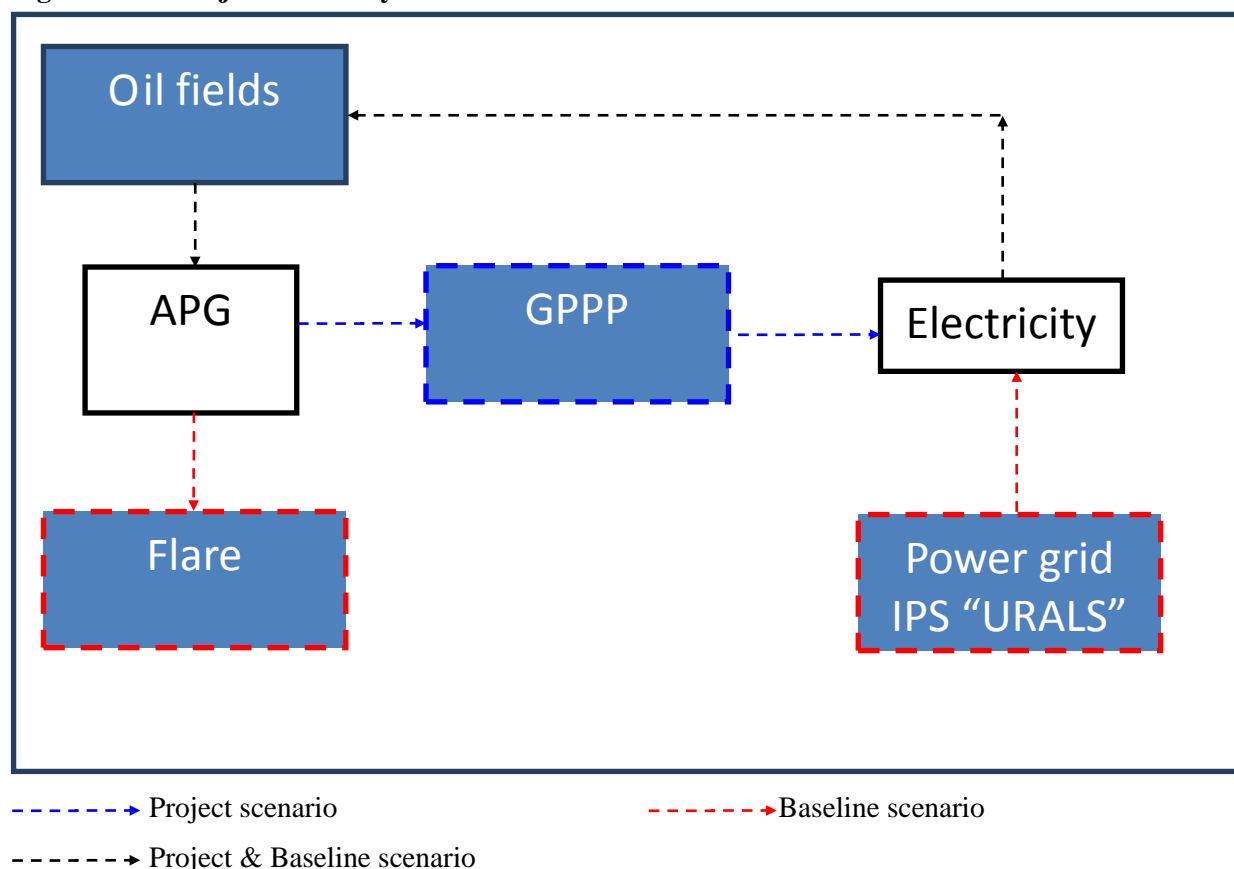 Oil fields
APG
GPPP
Electricity
Flare
Power grid
IPS “URALS”
Project scenario
Baseline scenario
Project & Baseline scenario